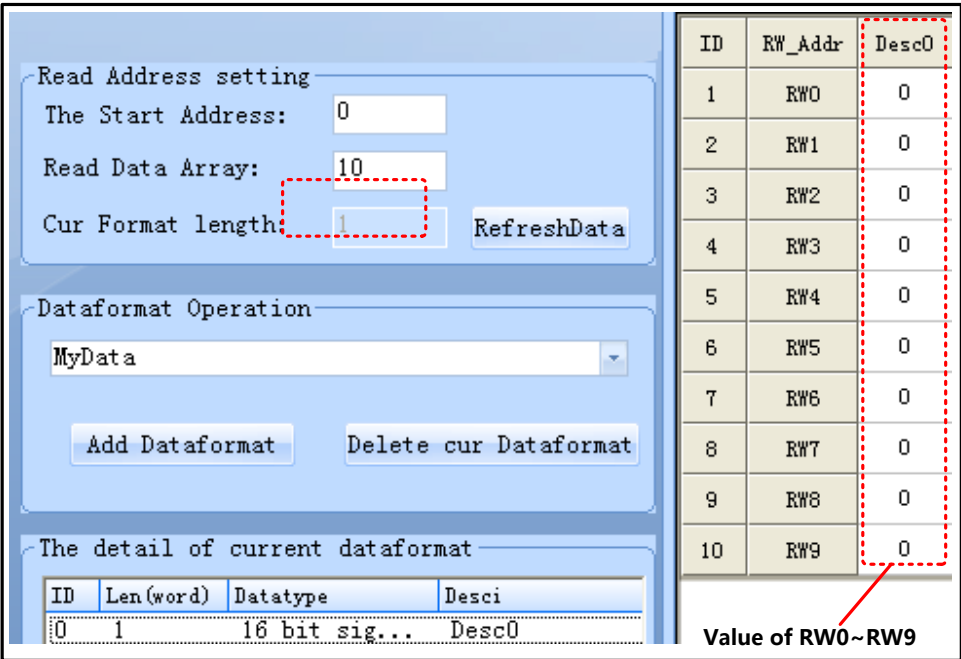 Read Address setting
The Start Address: 0
Read Data Array: 10
Cur Format length: 1 RefreshData
Dataformat Operation
MyData
Add Dataformat Delete cur Dataformat
The detail of current dataformat
ID Len(word) Datatype Desci
0 1 16 bit sig... Desc0
ID RW_Addr Desc0
1 RW0 0
2 RW1 0
3 RW2 0
4 RW3 0
5 RW4 0
6 RW5 0
7 RW6 0
8 RW7 0
9 RW8 0
10 RW9 0
Value of RW0~RW9